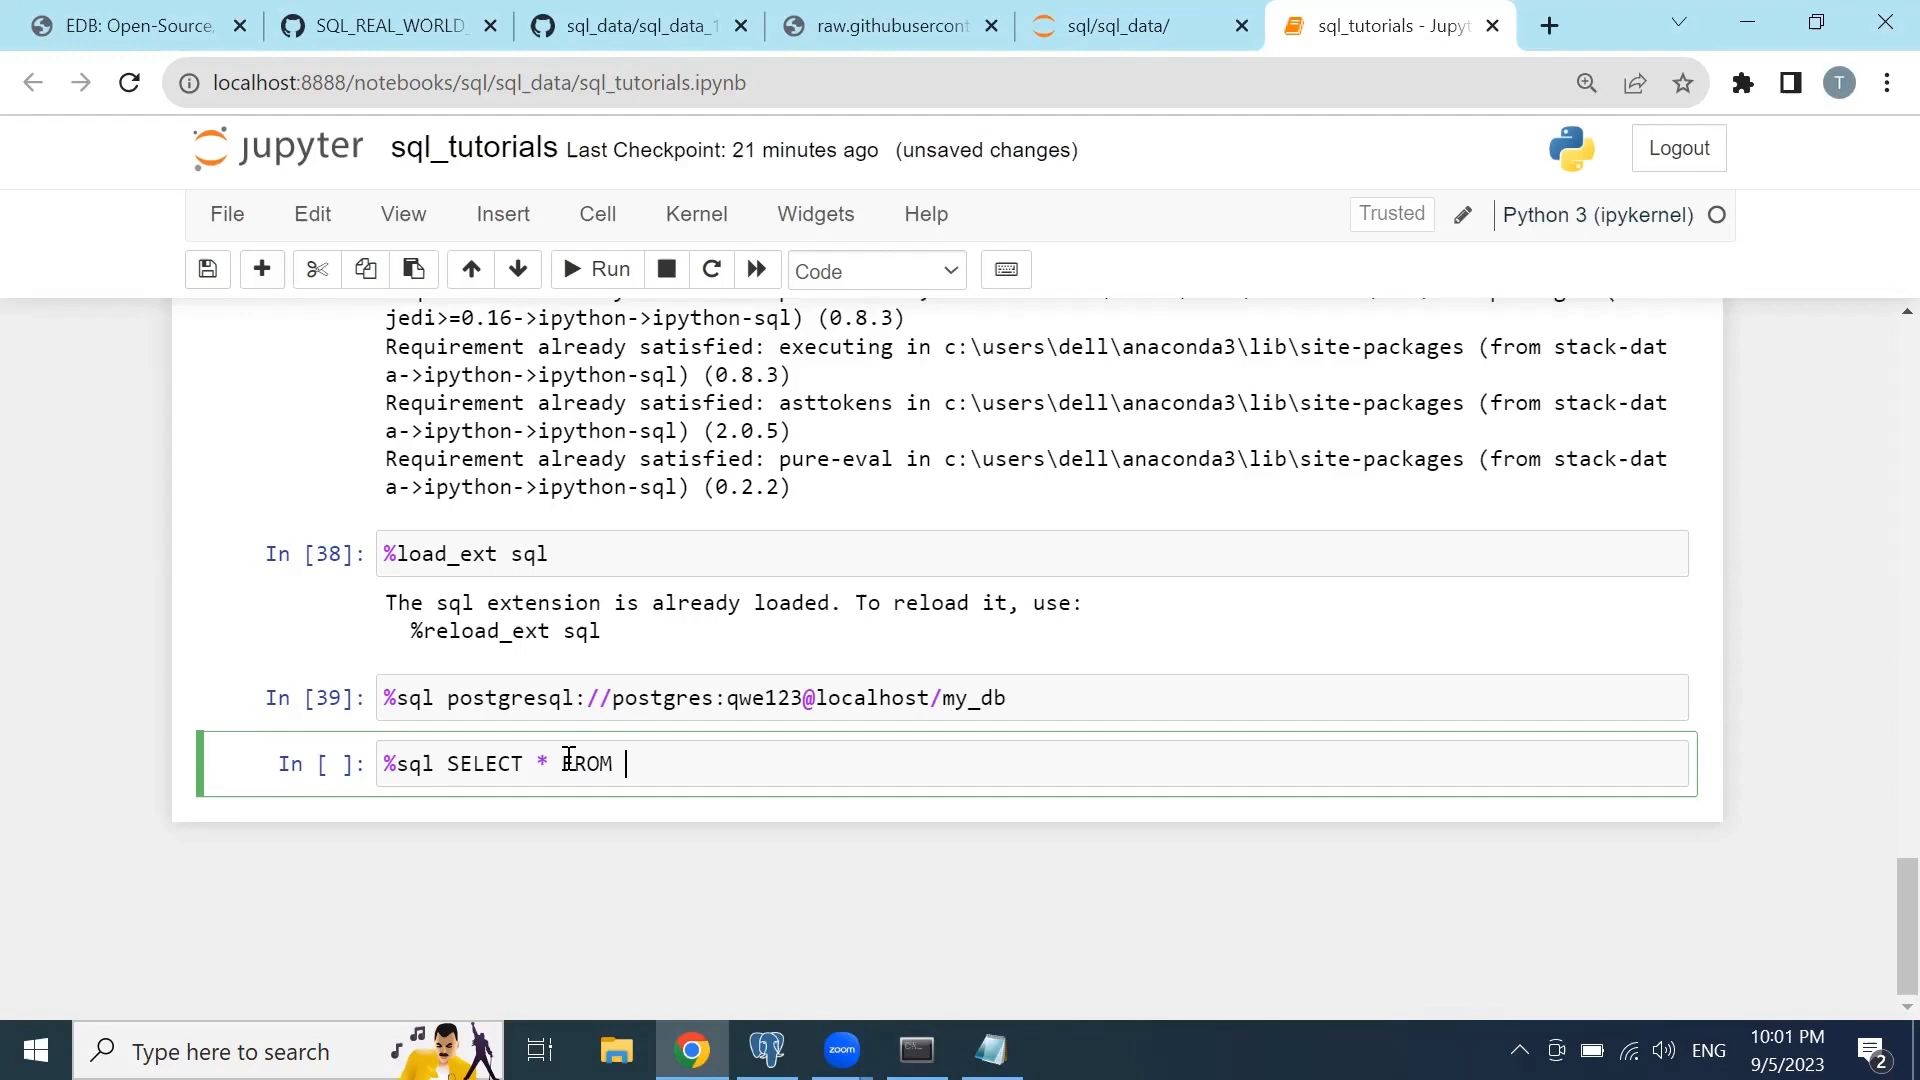 EDB: Open-Source,
SQL_REAL_WORLD_
sql_data/sql_data_1
raw.githubusercont
sql/sql_data/
sql_tutorials - Jupyt
localhost:8888/notebooks/sql/sql_data/sql_tutorials.ipynb
T
jupyter
sql_tutorials Last Checkpoint: 21 minutes ago (unsaved changes)
Logout
File Edit View Insert Cell Kernel Widgets Help
Trusted
Python 3 (ipykernel)
Run
Code
jedi>=0.16->ipython->ipython-sql) (0.8.3)
Requirement already satisfied: executing in c:\users\dell\anaconda3\lib\site-packages (from stack-dat
a->ipython->ipython-sql) (0.8.3)
Requirement already satisfied: asttokens in c:\users\dell\anaconda3\lib\site-packages (from stack-dat
a->ipython->ipython-sql) (2.0.5)
Requirement already satisfied: pure-eval in c:\users\dell\anaconda3\lib\site-packages (from stack-dat
a->ipython->ipython-sql) (0.2.2)
In [38]: %load_ext sql
The sql extension is already loaded. To reload it, use:
%reload_ext sql
In [39]: %sql postgresql://postgres:qwe123@localhost/my_db
In [ ]: %sql SELECT * FROM
Type here to search
zoom
ENG
10:01 PM
9/5/2023
2